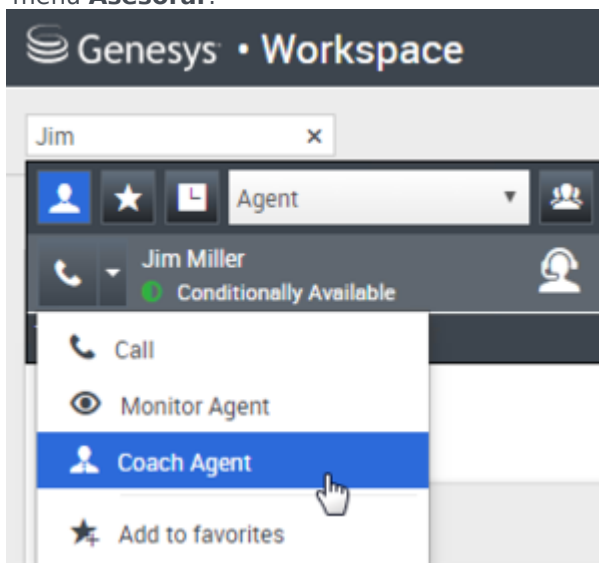 menú Asesorar.
Genesys • Workspace
Jim ×
Agent
Jim Miller
Conditionally Available
Call
Monitor Agent
Coach Agent
Add to favorites